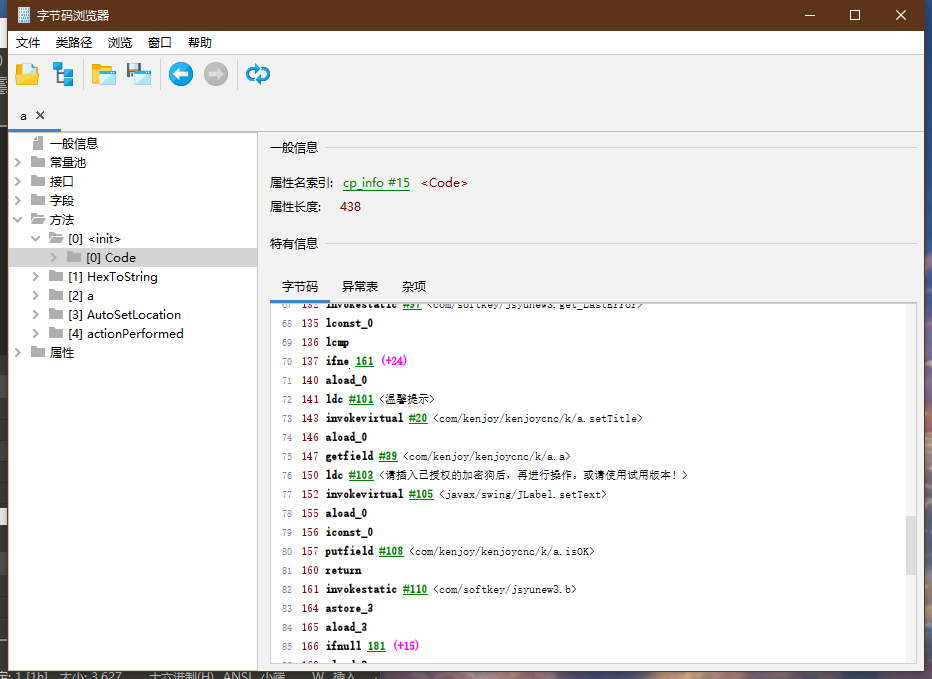 字节码浏览器
文件 类路径 浏览 窗口 帮助
a
一般信息
常量池
接口
字段
方法
[0] <init>
[0] Code
[1] HexToString
[2] a
[3] AutoSetLocation
[4] actionPerformed
属性
一般信息
属性名索引: cp_info #15 <Code>
属性长度: 438
特有信息
字节码 异常表 杂项
67 132 invokestatic #97 <com/softkey/jsyunew3.get_LastError>
68 135 lconst_0
69 136 lcmp
70 137 ifne 161 (+24)
71 140 aload_0
72 141 ldc #101 <温馨提示>
73 143 invokevirtual #20 <com/kenjoy/kenjoycnc/k/a.setTitle>
74 146 aload_0
75 147 getfield #39 <com/kenjoy/kenjoycnc/k/a.a>
76 150 ldc #103 <请插入已授权的加密狗后，再进行操作。或请使用试用版本！>
77 152 invokevirtual #105 <javax/swing/JLabel.setText>
78 155 aload_0
79 156 iconst_0
80 157 putfield #108 <com/kenjoy/kenjoycnc/k/a.isOK>
81 160 return
82 161 invokestatic #110 <com/softkey/jsyunew3.b>
83 164 astore_3
84 165 aload_3
85 166 ifnull 181 (+15)
定: 1 [1h] 大小: 3,627 十六进制(H) ANSI 小端 W 插入